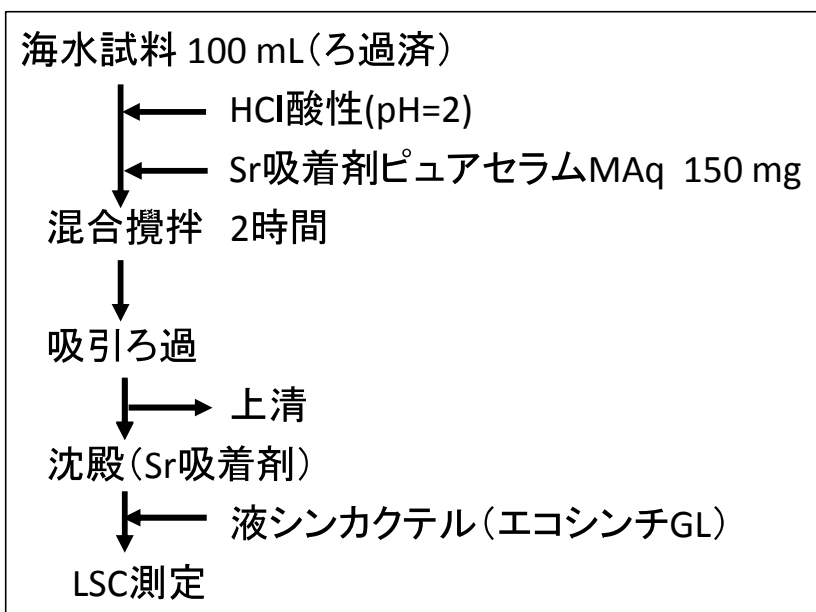 海水試料 100 mL（ろ過済）
HCl酸性(pH=2)
Sr吸着剤ピュアセラムMAq 150 mg
混合攪拌 2時間
吸引ろ過
上清
沈殿（Sr吸着剤）
液シンカクテル（エコシンチGL）
LSC測定